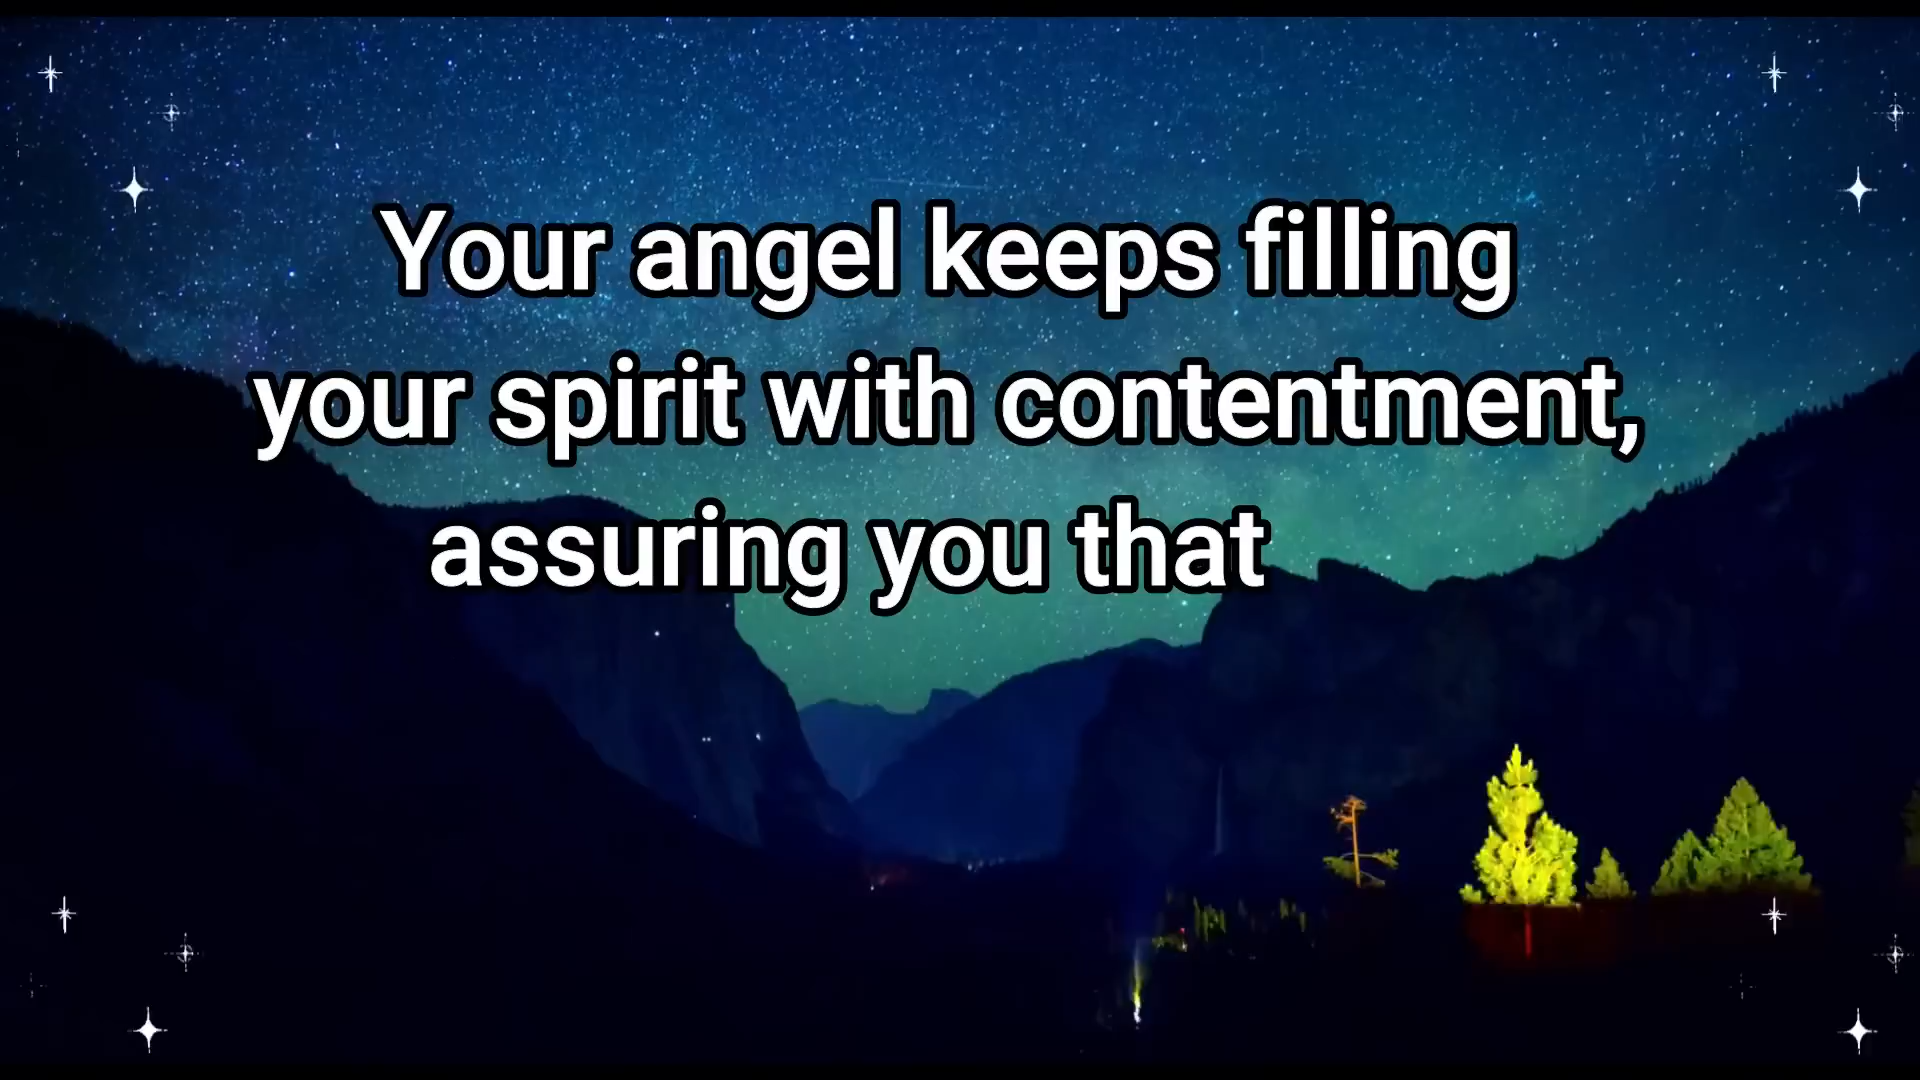 Your angel keeps filling
your spirit with contentment,
assuring you that